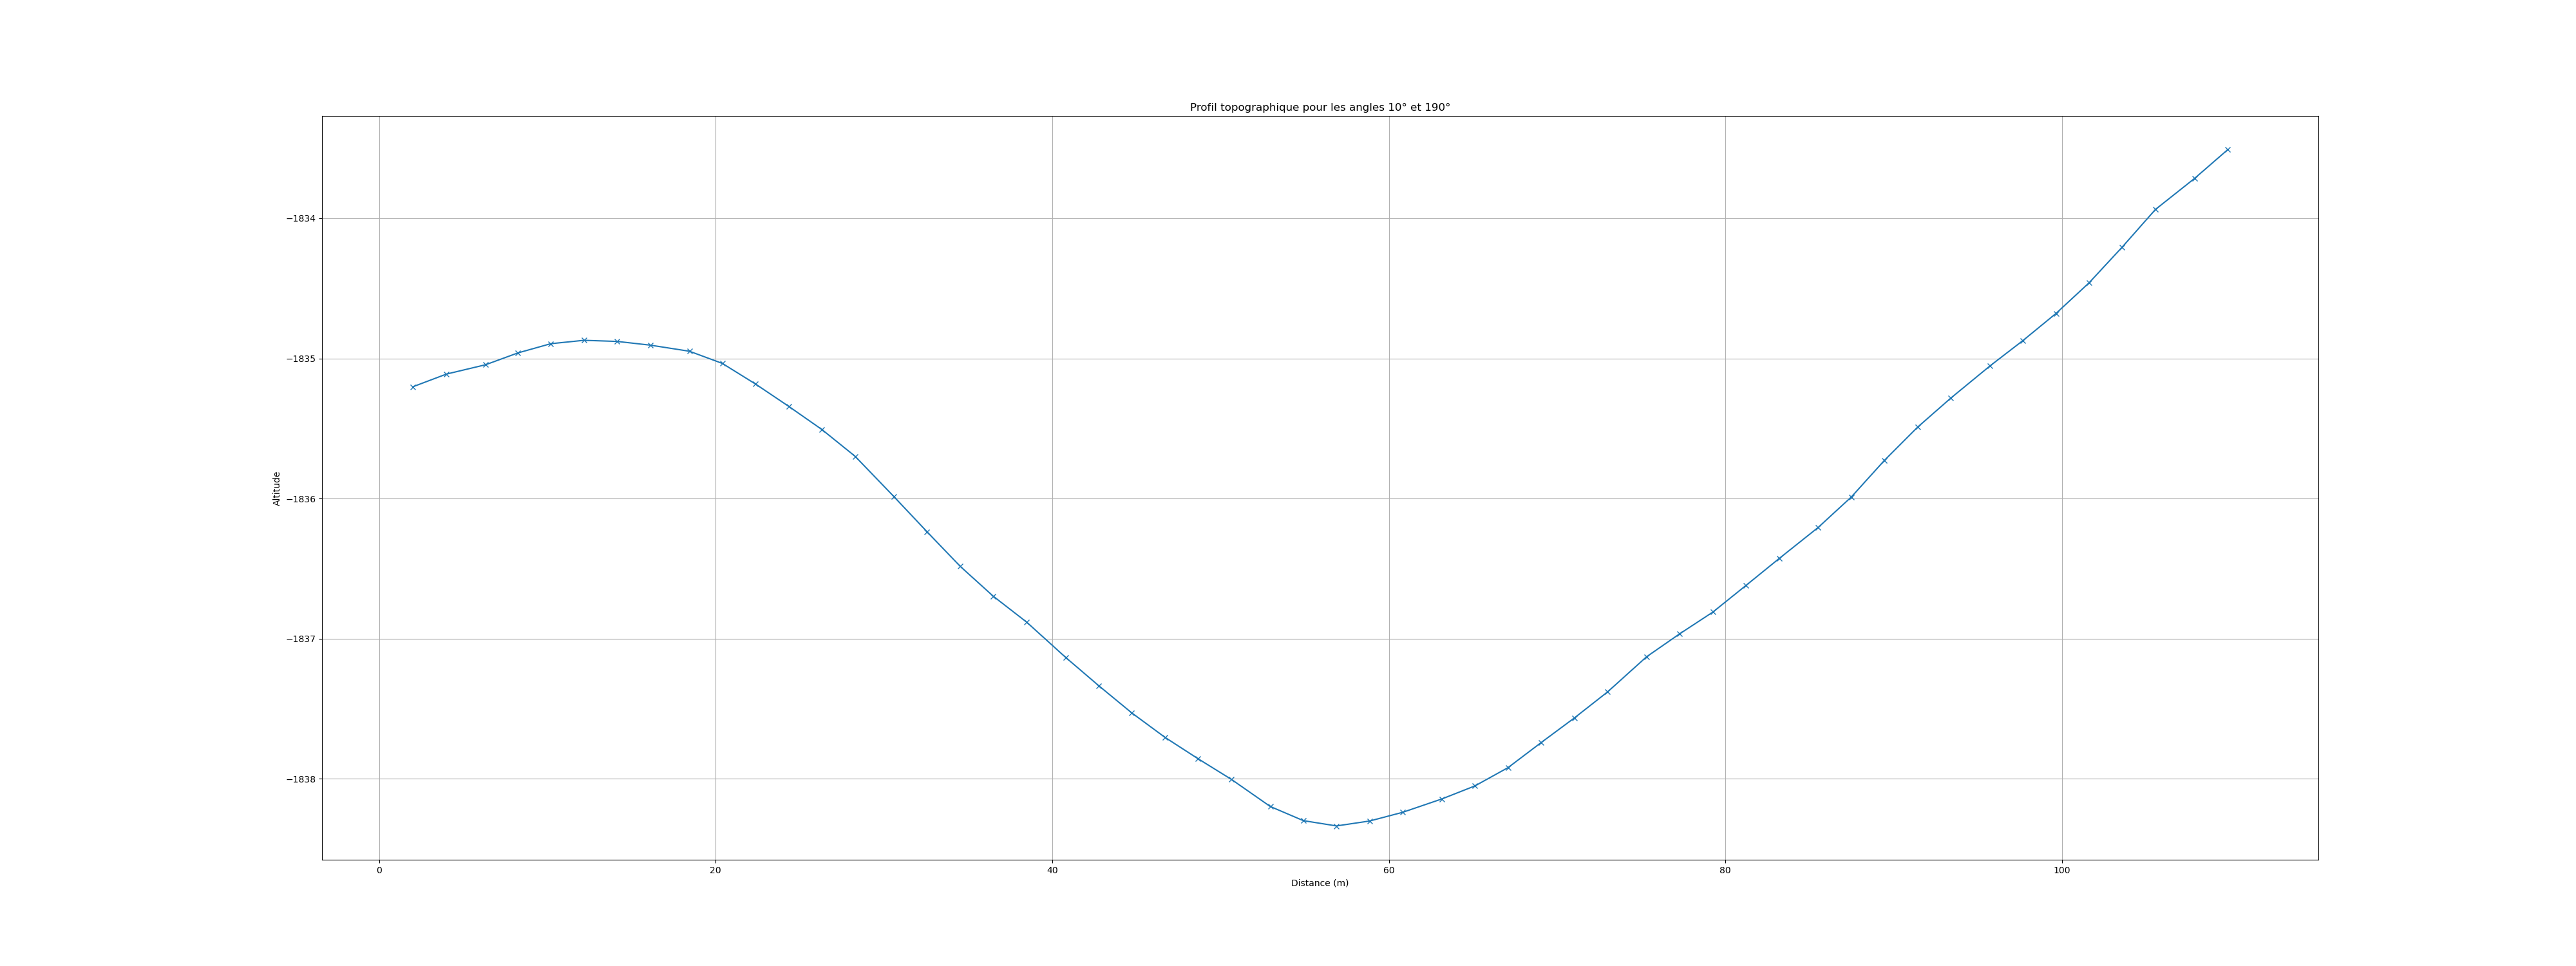 Profil topographique pour les angles 10° et 190°
Altitude
−1834
−1835
−1836
−1837
−1838
0 20 40 60 80 100
Distance (m)